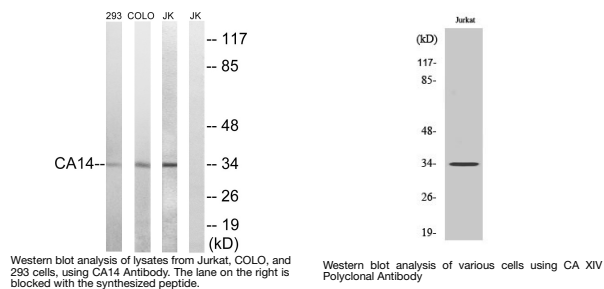 293 COLO JK JK
-- 117
-- 85
-- 48
CA14-- -- 34
-- 26
-- 19
(kD)
Western blot analysis of lysates from Jurkat, COLO, and
293 cells, using CA14 Antibody. The lane on the right is
blocked with the synthesized peptide.
Jurkat
(kD)
117-
85-
48-
34-
26-
19-
Western blot analysis of various cells using CA XIV
Polyclonal Antibody